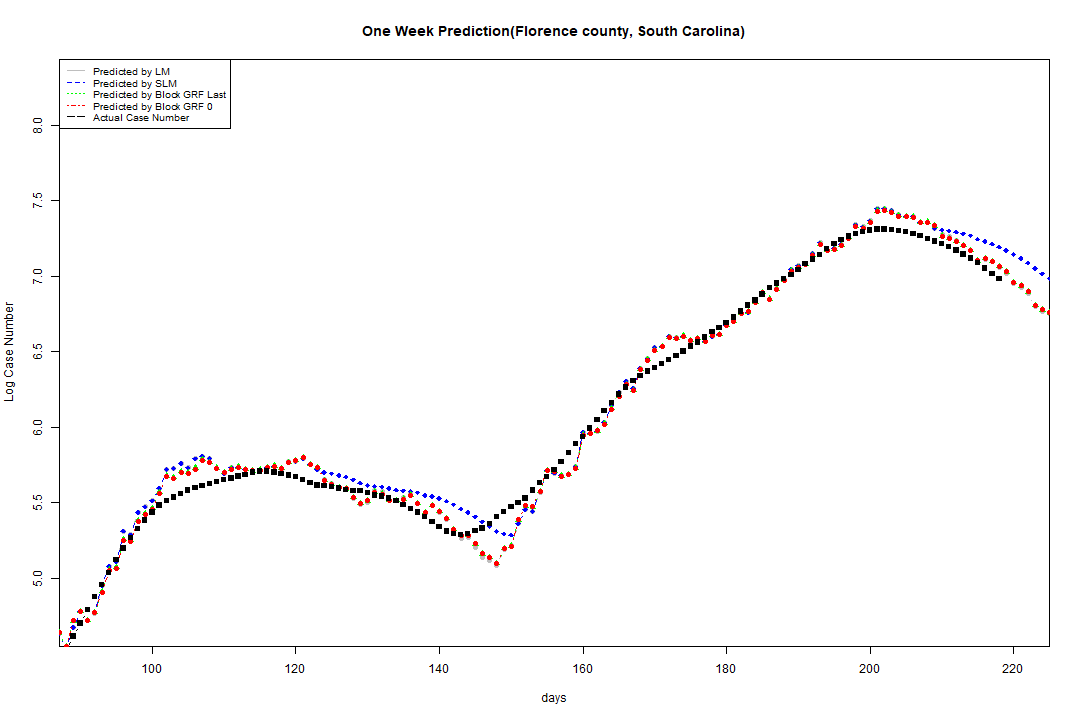 One Week Prediction(Florence county, South Carolina)
Predicted by LM
Predicted by SLM
Predicted by Block GRF Last
Predicted by Block GRF 0
Actual Case Number
8.0
7.5
7.0
6.5
6.0
5.5
5.0
Log Case Number
100 120 140 160 180 200 220
days